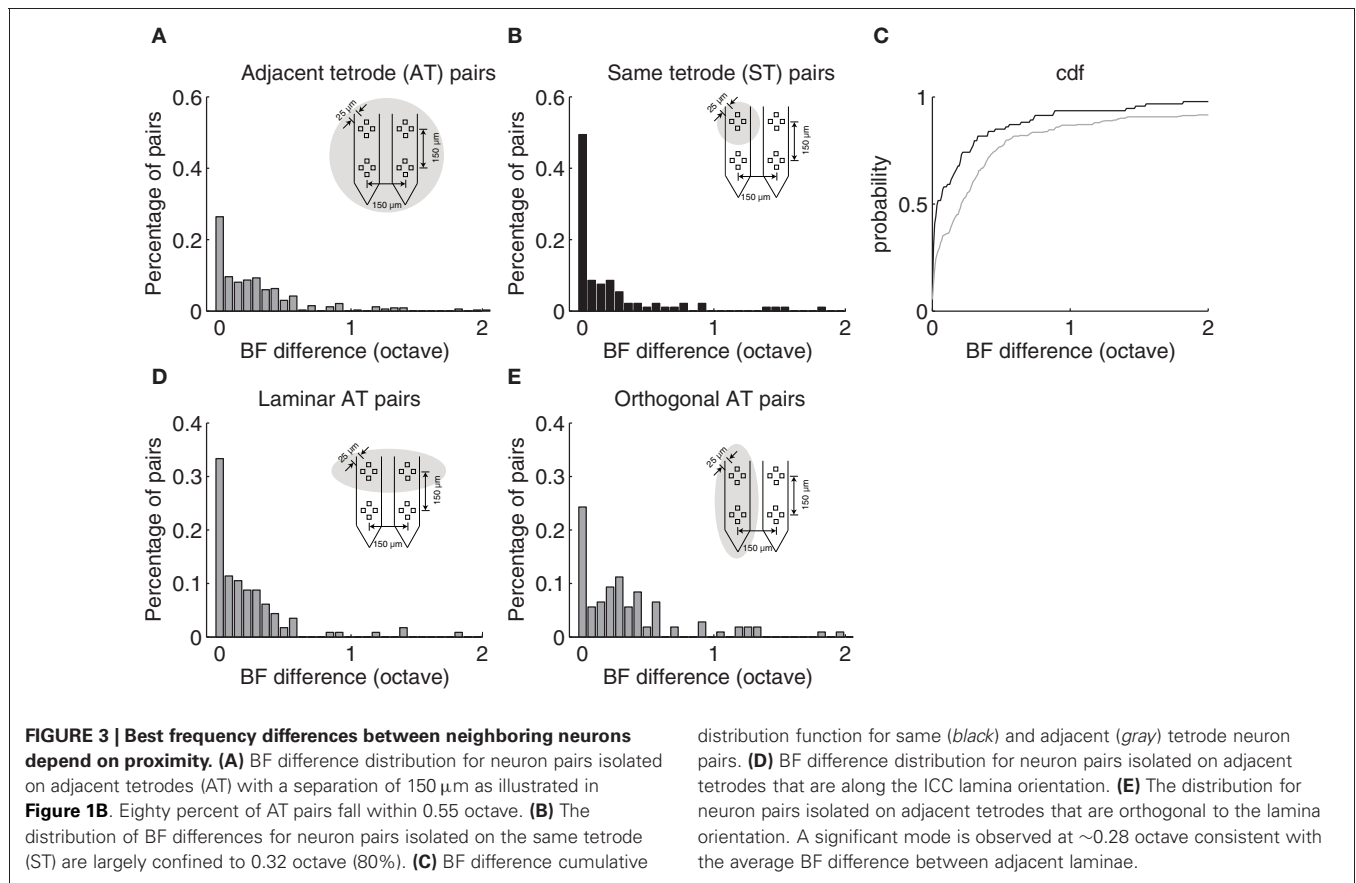 A
Adjacent tetrode (AT) pairs
0.6
0.4
0.2
0
Percentage of pairs
25 µm
150 µm
150 µm
0
1
2
BF difference (octave)
B
Same tetrode (ST) pairs
0.6
0.4
0.2
0
Percentage of pairs
25 µm
150 µm
150 µm
0
1
2
BF difference (octave)
C
cdf
1
0.5
0
probability
0
1
2
BF difference (octave)
D
Laminar AT pairs
0.4
0.3
0.2
0.1
0
Percentage of pairs
25 µm
150 µm
150 µm
0
1
2
BF difference (octave)
E
Orthogonal AT pairs
0.4
0.3
0.2
0.1
0
Percentage of pairs
25 µm
150 µm
150 µm
0
1
2
BF difference (octave)
FIGURE 3 | Best frequency differences between neighboring neurons
depend on proximity. (A) BF difference distribution for neuron pairs isolated
on adjacent tetrodes (AT) with a separation of 150 µm as illustrated in
Figure 1B. Eighty percent of AT pairs fall within 0.55 octave. (B) The
distribution of BF differences for neuron pairs isolated on the same tetrode
(ST) are largely confined to 0.32 octave (80%). (C) BF difference cumulative
distribution function for same (black) and adjacent (gray) tetrode neuron
pairs. (D) BF difference distribution for neuron pairs isolated on adjacent
tetrodes that are along the ICC lamina orientation. (E) The distribution for
neuron pairs isolated on adjacent tetrodes that are orthogonal to the lamina
orientation. A significant mode is observed at ∼0.28 octave consistent with
the average BF difference between adjacent laminae.